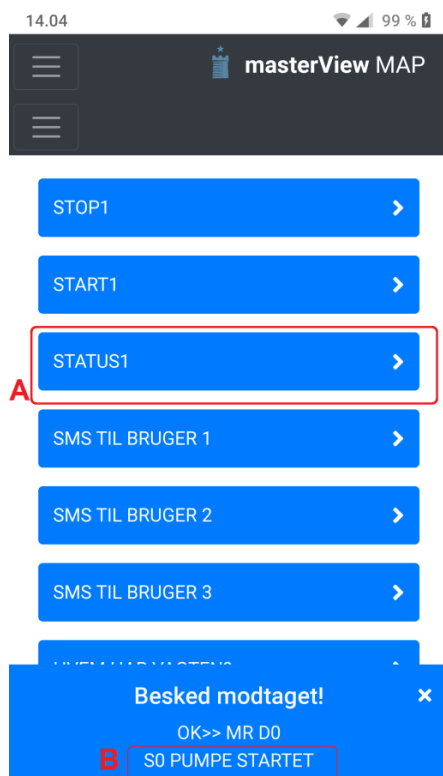 14.04 99 %
masterView MAP
STOP1
START1
STATUS1
A
SMS TIL BRUGER 1
SMS TIL BRUGER 2
SMS TIL BRUGER 3
Besked modtaget!
OK>> MR D0
B S0 PUMPE STARTET